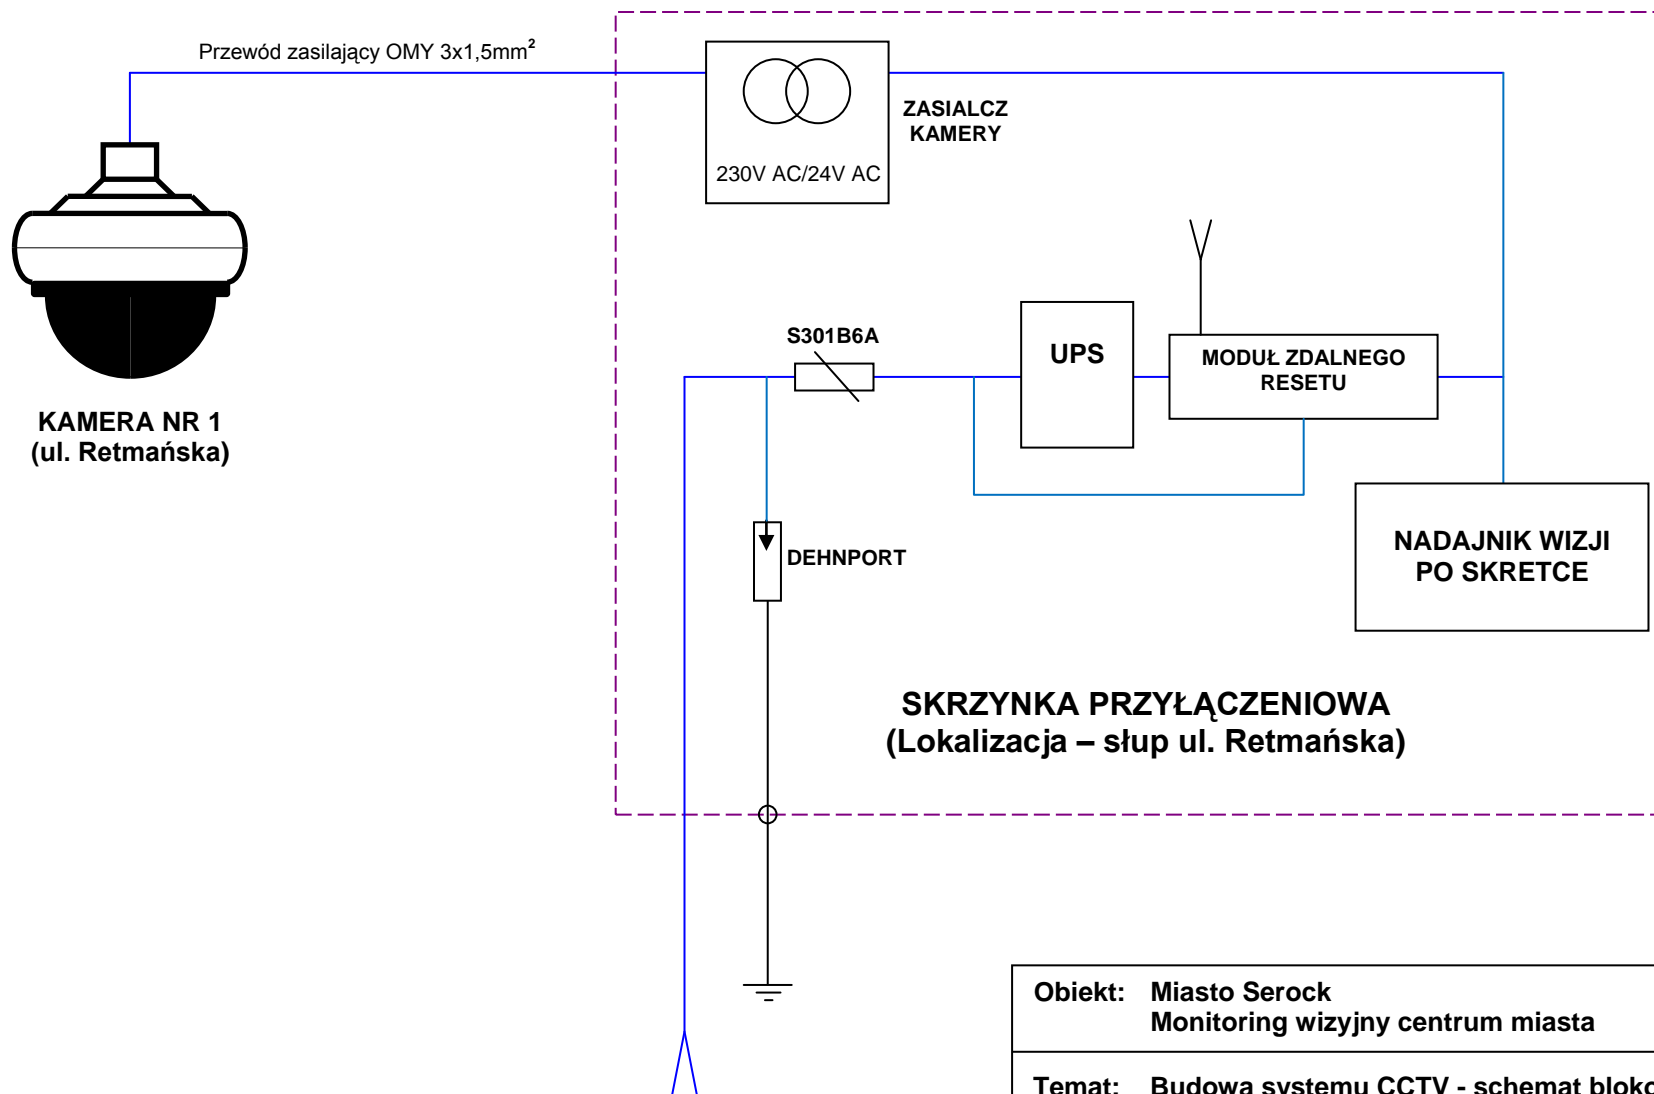 Przewód zasilający OMY 3x1,5mm²
ZASIALCZ
KAMERY
230V AC/24V AC
S301B6A
UPS
MODUŁ ZDALNEGO
RESETU
KAMERA NR 1
(ul. Retmańska)
DEHNPORT
NADAJNIK WIZJI
PO SKRETCE
SKRZYNKA PRZYŁĄCZENIOWA
(Lokalizacja – słup ul. Retmańska)
Obiekt: Miasto Serock
Monitoring wizyjny centrum miasta
Temat: Budowa systemu CCTV - schemat bloko